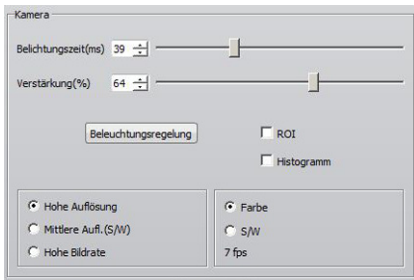 Kamera
Belichtungszeit(ms) 39
Verstärkung(%) 64
Beleuchtungsregelung
ROI
Histogramm
Hohe Auflösung
Mittlere Aufl.(S/W)
Hohe Bildrate
Farbe
S/W
7 fps